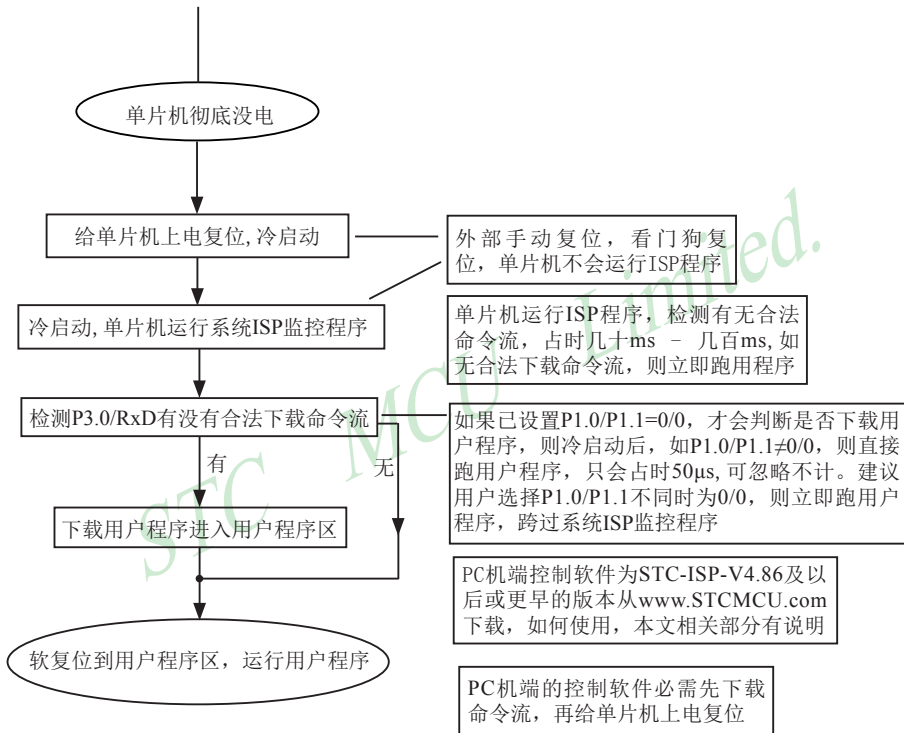 单片机彻底没电
给单片机上电复位,冷启动
外部手动复位，看门狗复
位，单片机不会运行ISP程序
冷启动,单片机运行系统ISP监控程序
单片机运行ISP程序，检测有无合法
命令流，占时几十ms － 几百ms,如
无合法下载命令流，则立即跑用程序
检测P3.0/RxD有没有合法下载命令流
如果已设置P1.0/P1.1=0/0，才会判断是否下载用
户程序，则冷启动后，如P1.0/P1.1≠0/0，则直接
跑用户程序，只会占时50μs,可忽略不计。建议
用户选择P1.0/P1.1不同时为0/0，则立即跑用户
程序，跨过系统ISP监控程序
有
无
下载用户程序进入用户程序区
PC机端控制软件为STC-ISP-V4.86及以
后或更早的版本从www.STCMCU.com
下载，如何使用，本文相关部分有说明
软复位到用户程序区，运行用户程序
PC机端的控制软件必需先下载
命令流，再给单片机上电复位
STC MCU Limited.